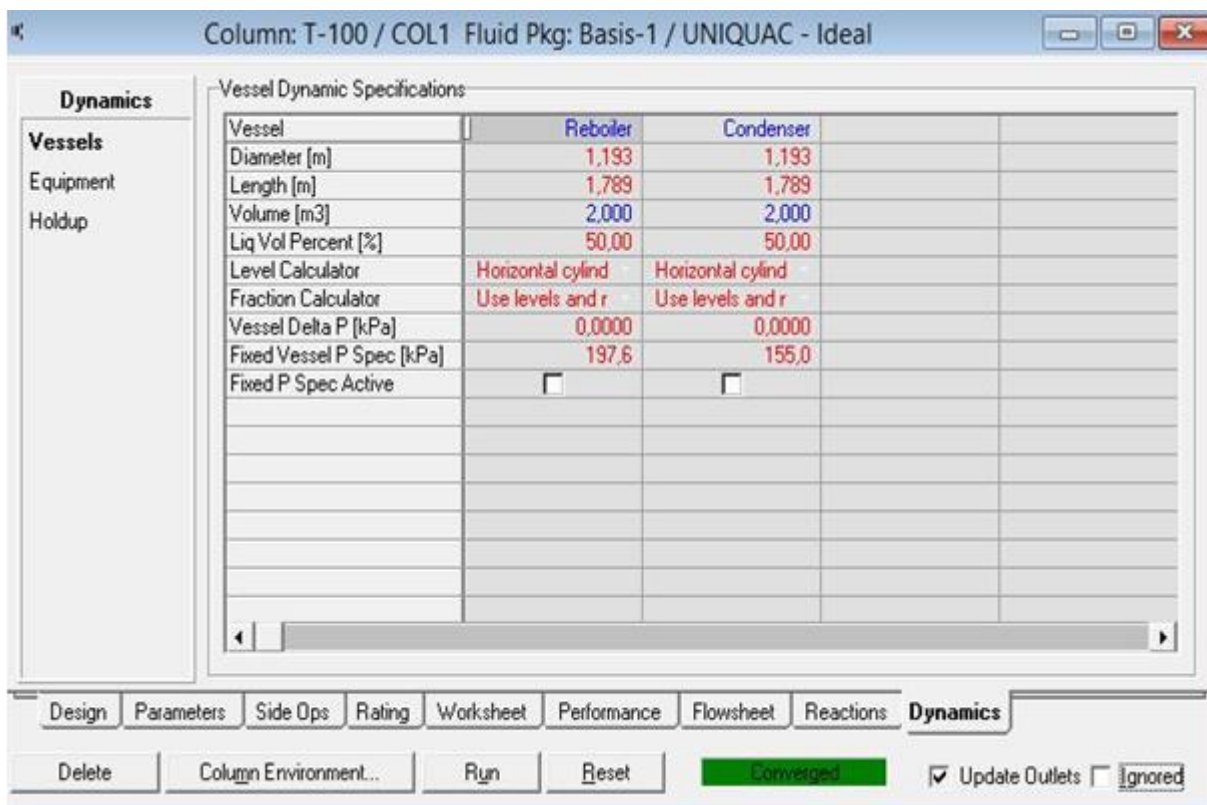 Column: T-100 / COL1 Fluid Pkg: Basis-1 / UNIQUAC - Ideal
Dynamics
Vessels
Equipment
Holdup
Vessel Dynamic Specifications
Vessel Reboiler Condenser
Diameter [m] 1,193 1,193
Length [m] 1,789 1,789
Volume [m3] 2,000 2,000
Liq Vol Percent [%] 50,00 50,00
Level Calculator Horizontal cylind Horizontal cylind
Fraction Calculator Use levels and r Use levels and r
Vessel Delta P [kPa] 0,0000 0,0000
Fixed Vessel P Spec [kPa] 197,6 155,0
Fixed P Spec Active
Design Parameters Side Ops Rating Worksheet Performance Flowsheet Reactions Dynamics
Delete Column Environment... Run Reset Converged Update Outlets Ignored